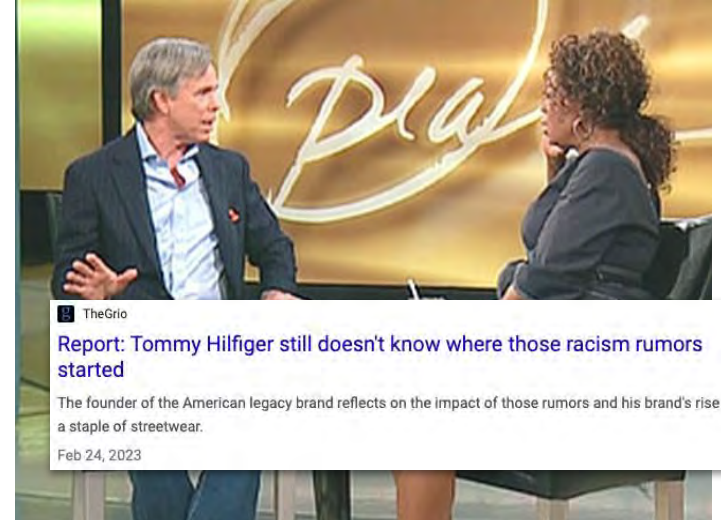 Pra
TheGrio
Report: Tommy Hilfiger still doesn't know where those racism rumors
started
The founder of the American legacy brand reflects on the impact of those rumors and his brand's rise
a staple of streetwear.
Feb 24, 2023